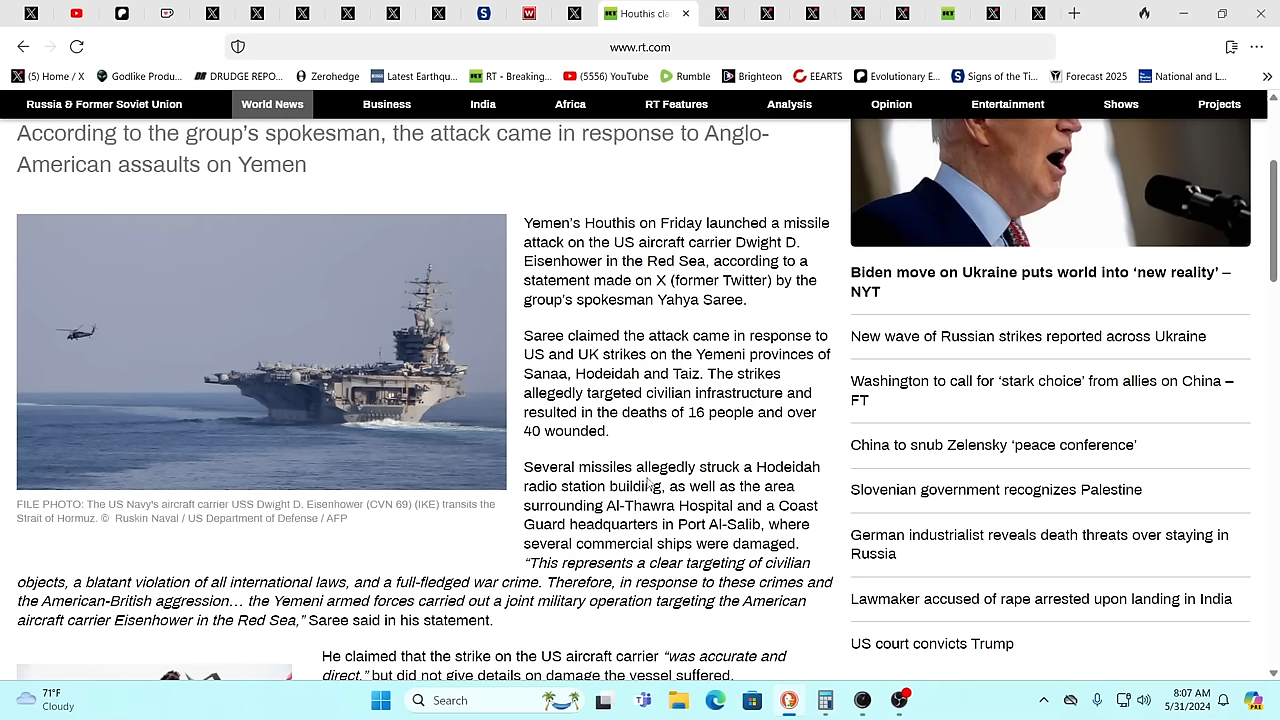 Houthis cla
www.rt.com
(5) Home / X
Godlike Produ...
DRUDGE REPO...
Zerohedge
Latest Earthqu...
RT - Breaking...
(5556) YouTube
Rumble
Brighteon
EEARTS
Evolutionary E...
Signs of the Ti...
Forecast 2025
National and L...
Russia & Former Soviet Union
World News
Business
India
Africa
RT Features
Analysis
Opinion
Entertainment
Shows
Projects
According to the group’s spokesman, the attack came in response to Anglo-
American assaults on Yemen
Yemen’s Houthis on Friday launched a missile
attack on the US aircraft carrier Dwight D.
Eisenhower in the Red Sea, according to a
statement made on X (former Twitter) by the
group’s spokesman Yahya Saree.
Saree claimed the attack came in response to
US and UK strikes on the Yemeni provinces of
Sanaa, Hodeidah and Taiz. The strikes
allegedly targeted civilian infrastructure and
resulted in the deaths of 16 people and over
40 wounded.
Several missiles allegedly struck a Hodeidah
radio station building, as well as the area
surrounding Al-Thawra Hospital and a Coast
Guard headquarters in Port Al-Salib, where
several commercial ships were damaged.
“This represents a clear targeting of civilian
objects, a blatant violation of all international laws, and a full-fledged war crime. Therefore, in response to these crimes and
the American-British aggression… the Yemeni armed forces carried out a joint military operation targeting the American
aircraft carrier Eisenhower in the Red Sea,” Saree said in his statement.
He claimed that the strike on the US aircraft carrier “was accurate and
direct,” but did not give details on damage the vessel suffered.
FILE PHOTO: The US Navy's aircraft carrier USS Dwight D. Eisenhower (CVN 69) (IKE) transits the
Strait of Hormuz. © Ruskin Naval / US Department of Defense / AFP
Biden move on Ukraine puts world into ‘new reality’ –
NYT
New wave of Russian strikes reported across Ukraine
Washington to call for ‘stark choice’ from allies on China –
FT
China to snub Zelensky ‘peace conference’
Slovenian government recognizes Palestine
German industrialist reveals death threats over staying in
Russia
Lawmaker accused of rape arrested upon landing in India
US court convicts Trump
71°F
Cloudy
Search
8:07 AM
5/31/2024